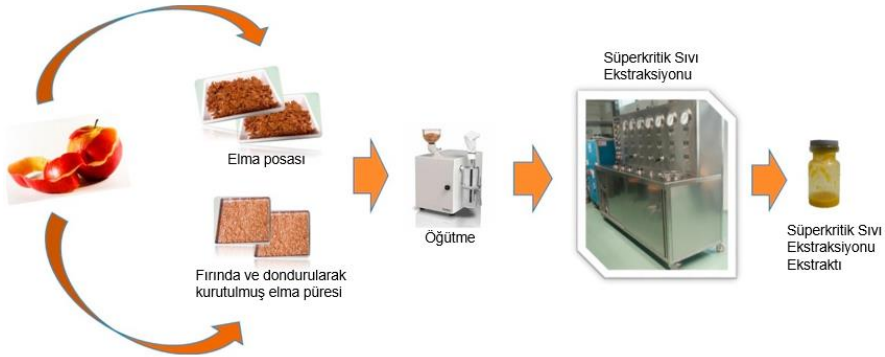 Elma posası
Fırında ve dondurularak
kurutulmuş elma püresi
Öğütme
Süperkritik Sıvı
Ekstraksiyonu
Süperkritik Sıvı
Ekstraksiyonu
Ekstraktı